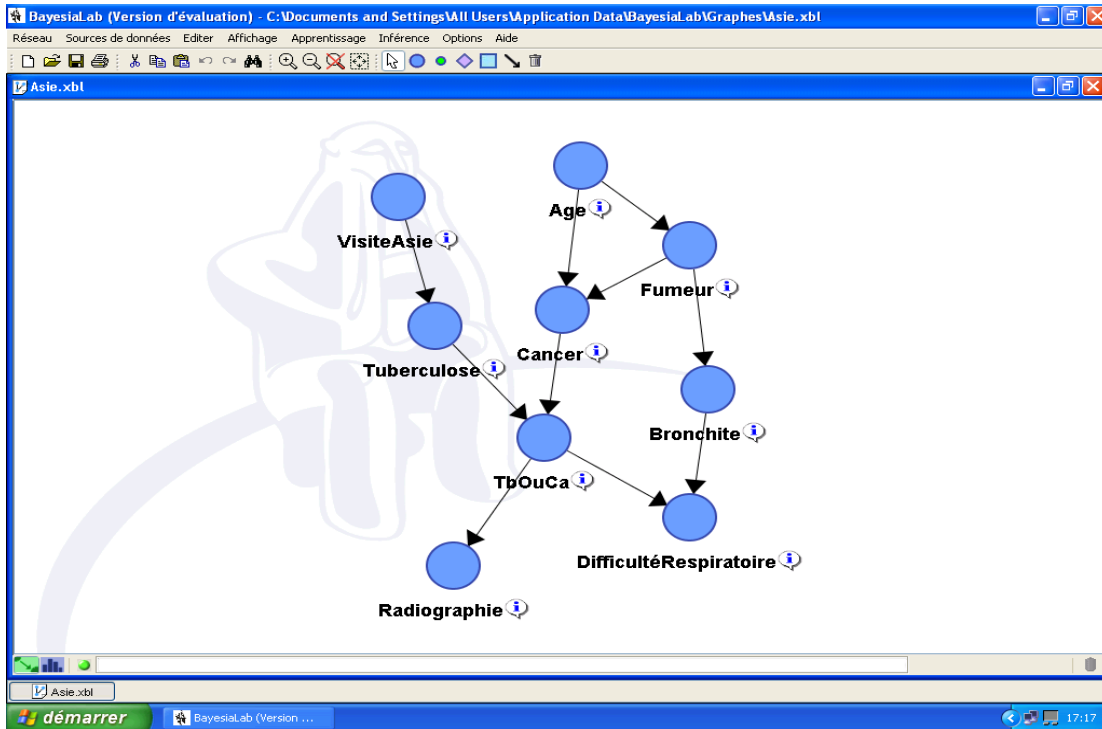 BayesiaLab (Version d'évaluation) - C:\Documents and Settings\All Users\Application Data\BayesiaLab\Graphes\Asie.xbl
Réseau Sources de données Editer Affichage Apprentissage Inférence Options Aide
Asie.xbl
Age
VisiteAsie
Fumeur
Cancer
Tuberculose
Bronchite
TbOuCa
DifficultéRespiratoire
Radiographie
Asie.xbl
démarrer BayesiaLab (Version ... 17:17